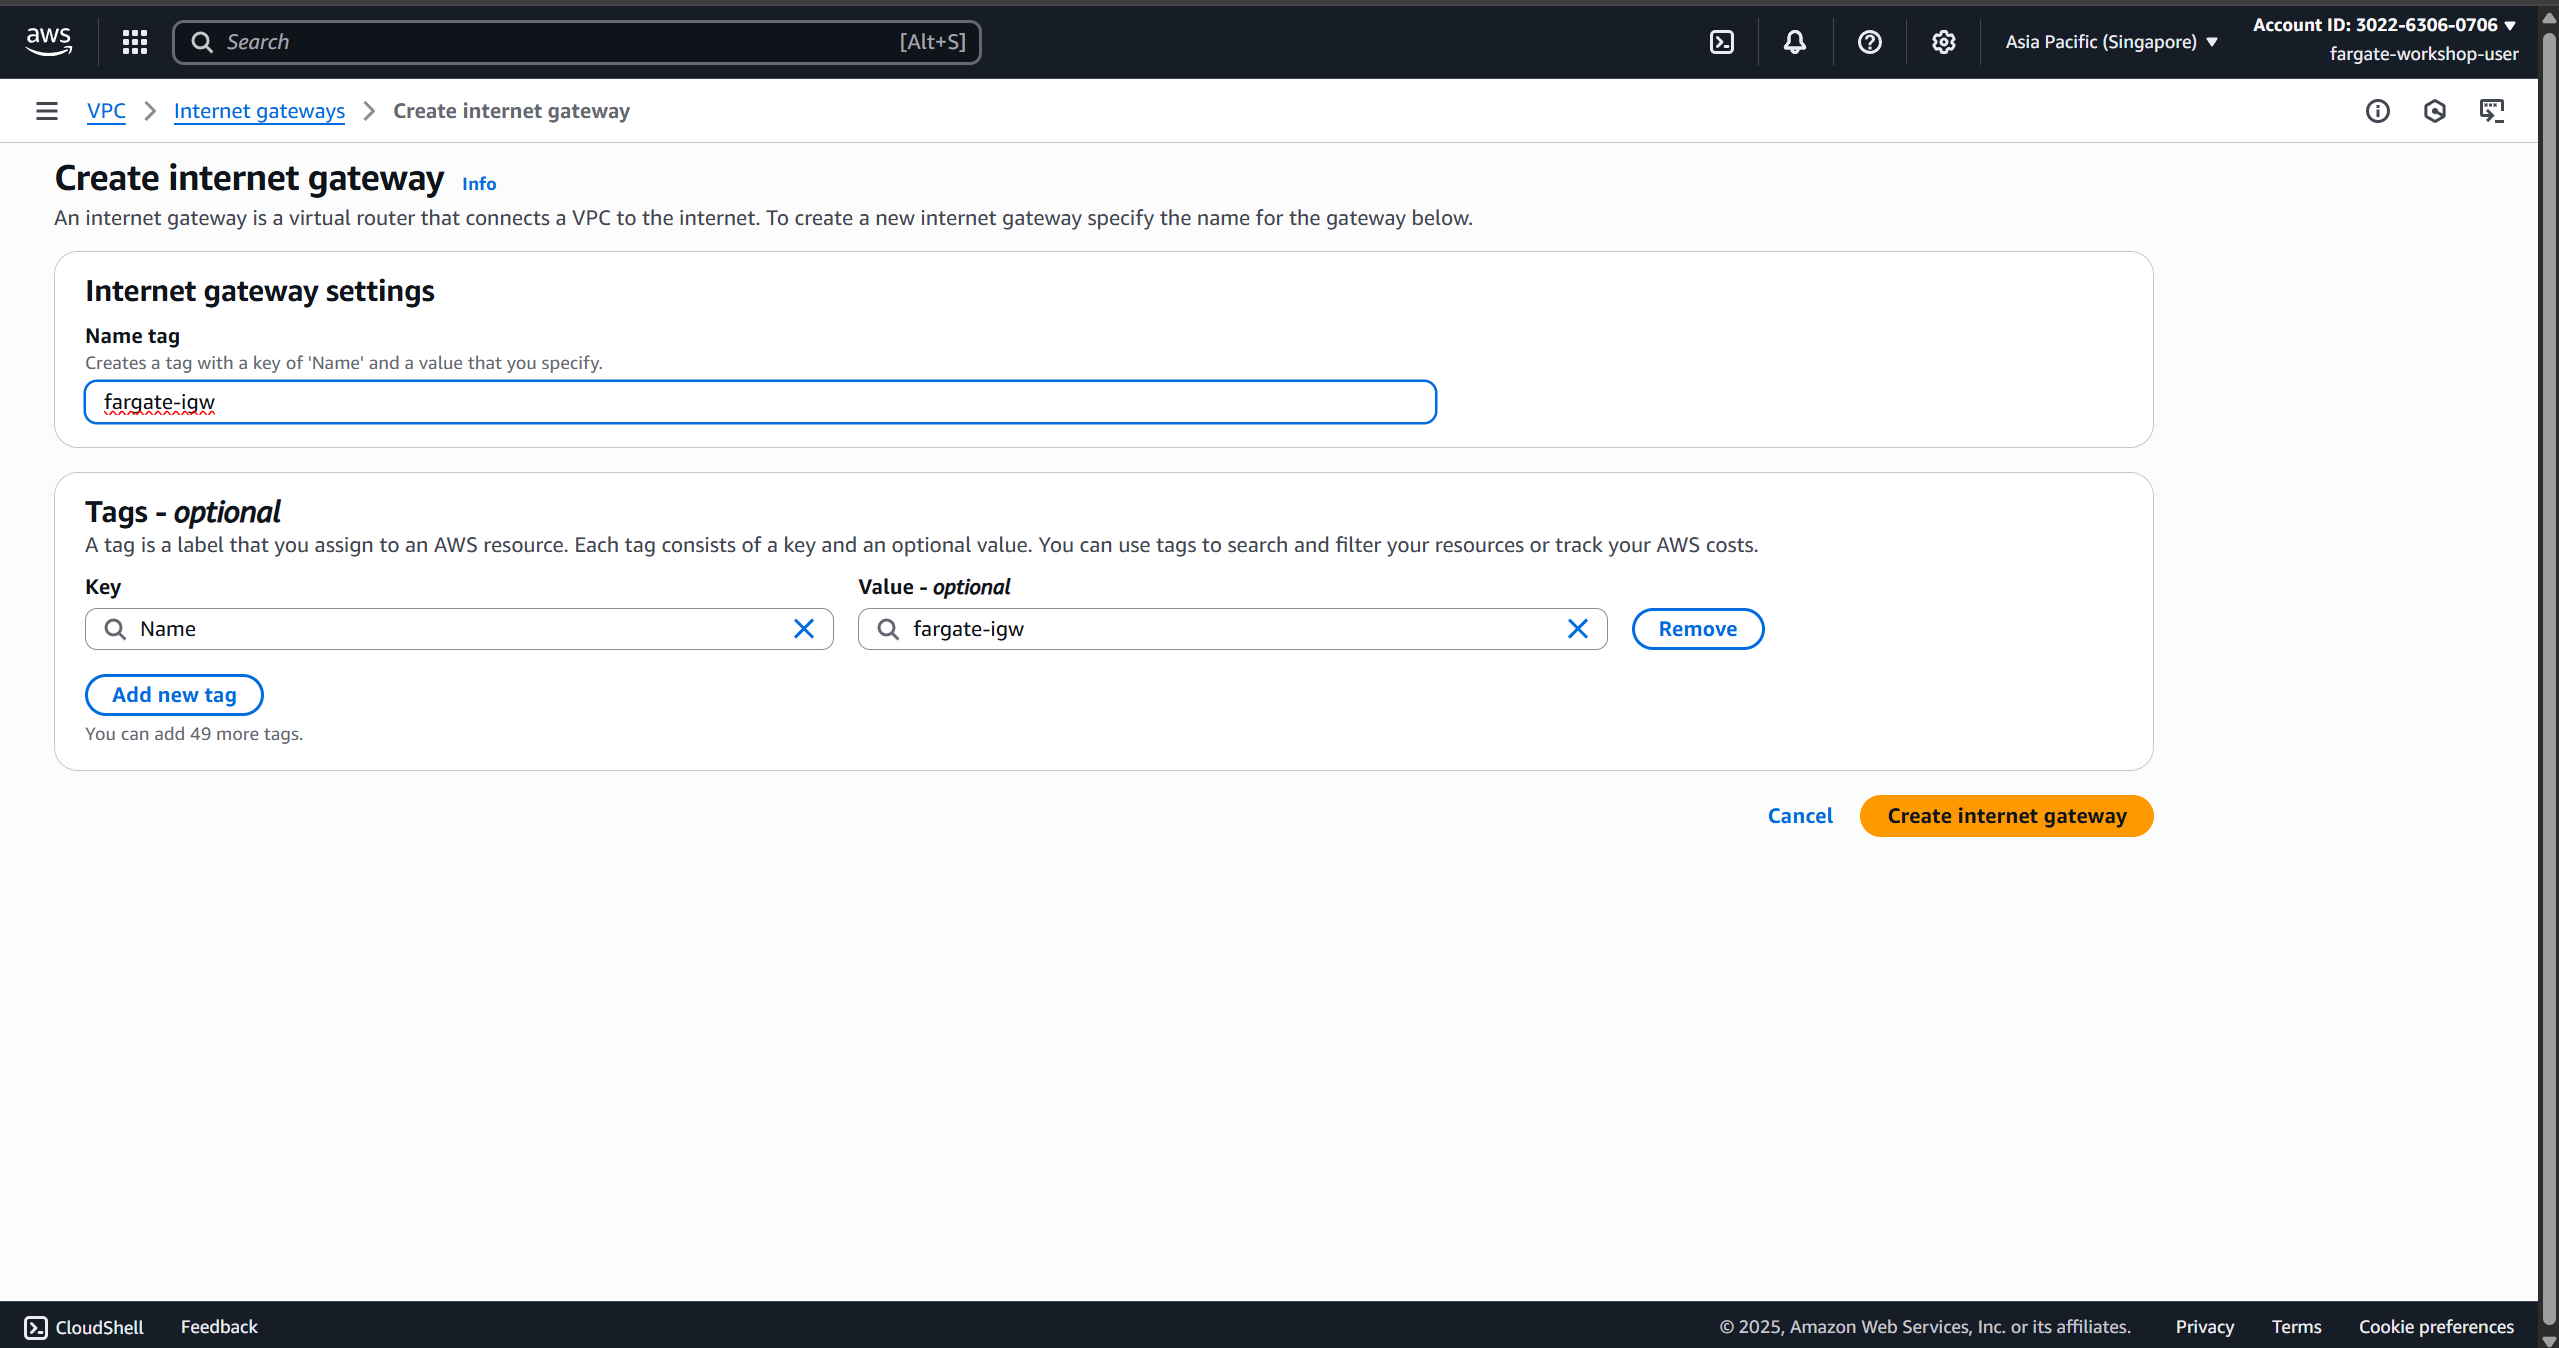 aws
Search [Alt+S]
Asia Pacific (Singapore)
Account ID: 3022-6306-0706
fargate-workshop-user
VPC Internet gateways Create internet gateway
Create internet gateway Info
An internet gateway is a virtual router that connects a VPC to the internet. To create a new internet gateway specify the name for the gateway below.
Internet gateway settings
Name tag
Creates a tag with a key of 'Name' and a value that you specify.
fargate-igw
Tags - optional
A tag is a label that you assign to an AWS resource. Each tag consists of a key and an optional value. You can use tags to search and filter your resources or track your AWS costs.
Key Value - optional
Name fargate-igw Remove
Add new tag
You can add 49 more tags.
Cancel Create internet gateway
CloudShell Feedback © 2025, Amazon Web Services, Inc. or its affiliates. Privacy Terms Cookie preferences